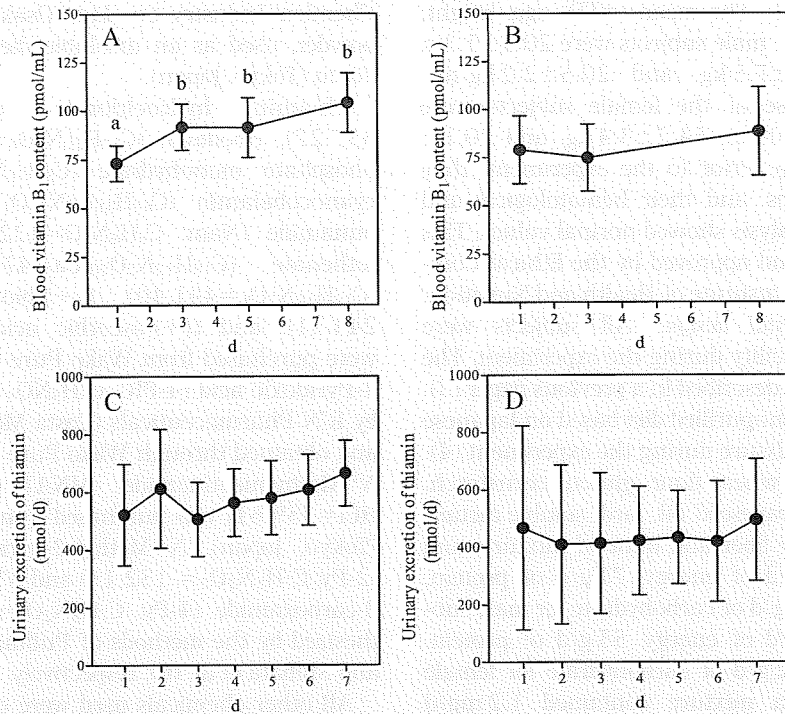 A
Blood vitamin B1 content (pmol/mL)
150
125
100
75
50
25
0
a
b
b
b
1 2 3 4 5 6 7 8
d
B
Blood vitamin B1 content (pmol/mL)
150
125
100
75
50
25
0
1 2 3 4 5 6 7 8
d
C
Urinary excretion of thiamin
(nmol/d)
1000
800
600
400
200
0
1 2 3 4 5 6 7
d
D
Urinary excretion of thiamin
(nmol/d)
1000
800
600
400
200
0
1 2 3 4 5 6 7
d